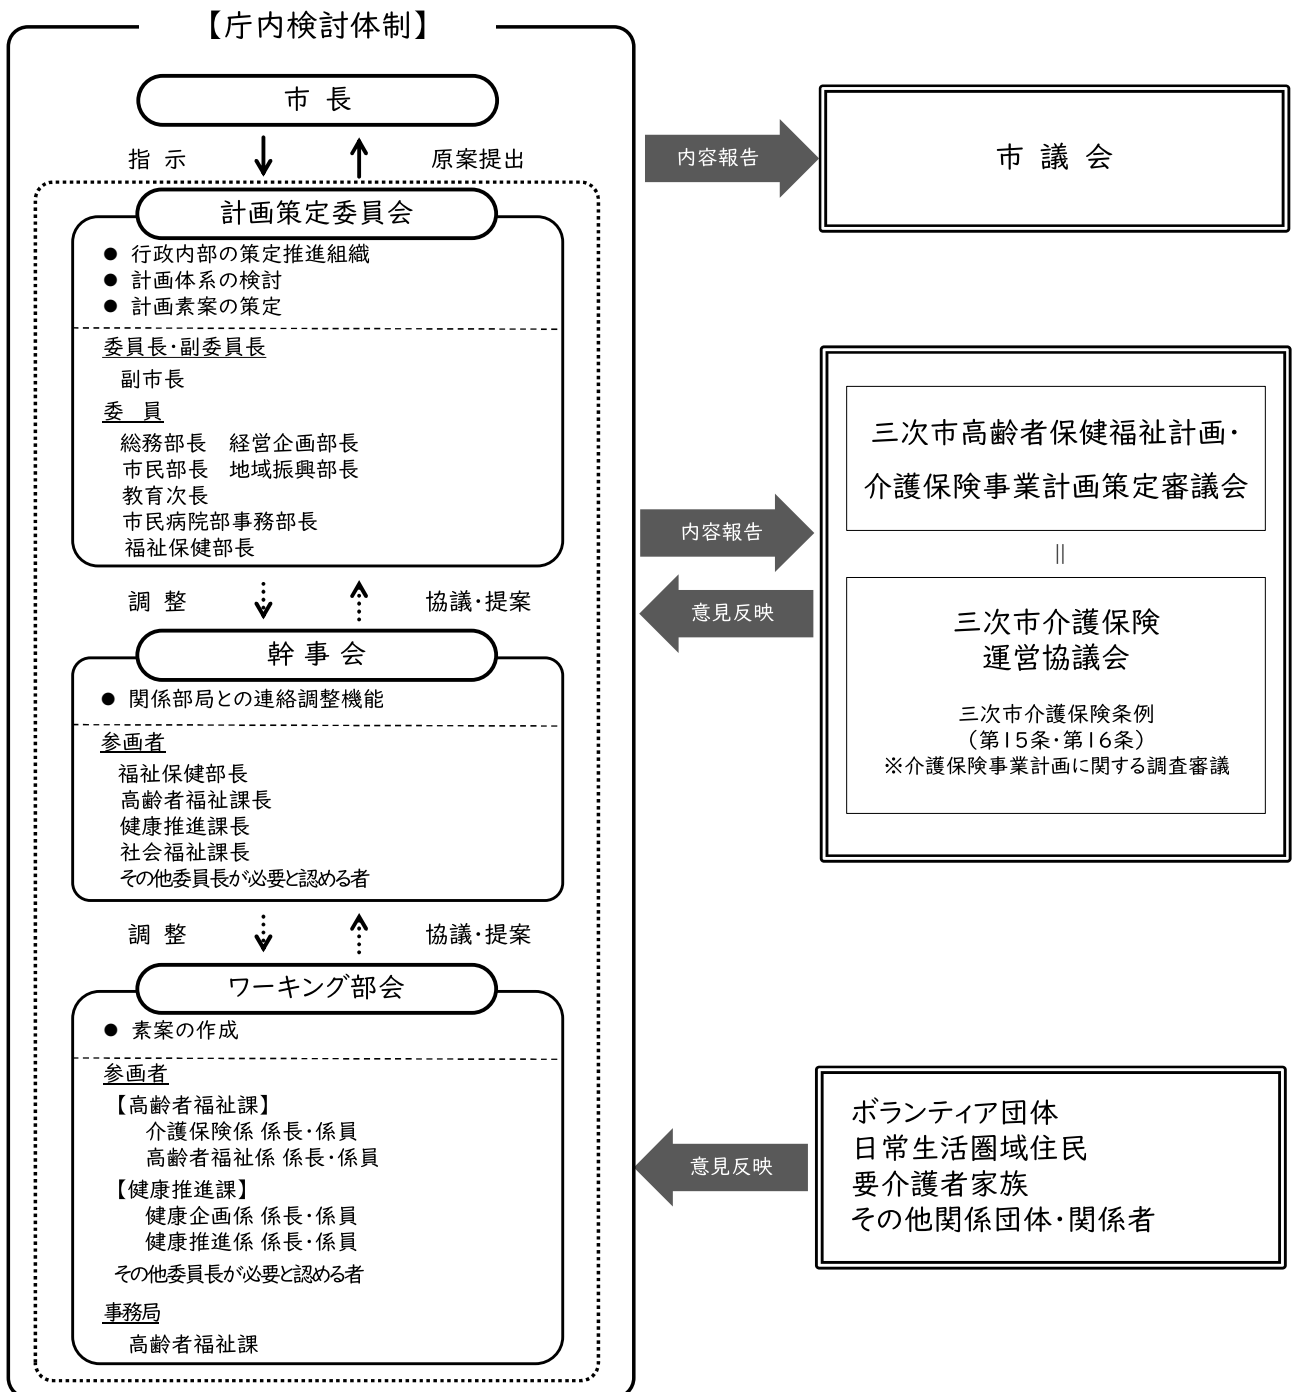 【庁内検討体制】
市 長
指 示
原案提出
計画策定委員会
● 行政内部の策定推進組織
● 計画体系の検討
● 計画素案の策定
委員長・副委員長
副市長
委 員
総務部長 経営企画部長
市民部長 地域振興部長
教育次長
市民病院部事務部長
福祉保健部長
調 整
協議・提案
幹 事 会
● 関係部局との連絡調整機能
参画者
福祉保健部長
高齢者福祉課長
健康推進課長
社会福祉課長
その他委員長が必要と認める者
調 整
協議・提案
ワーキング部会
● 素案の作成
参画者
【高齢者福祉課】
介護保険係 係長・係員
高齢者福祉係 係長・係員
【健康推進課】
健康企画係 係長・係員
健康推進係 係長・係員
その他委員長が必要と認める者
事務局
高齢者福祉課
内容報告
市 議 会
内容報告
意見反映
三次市高齢者保健福祉計画・
介護保険事業計画策定審議会
＝
三次市介護保険
運営協議会
三次市介護保険条例
（第15条・第16条）
※介護保険事業計画に関する調査審議
意見反映
ボランティア団体
日常生活圏域住民
要介護者家族
その他関係団体・関係者